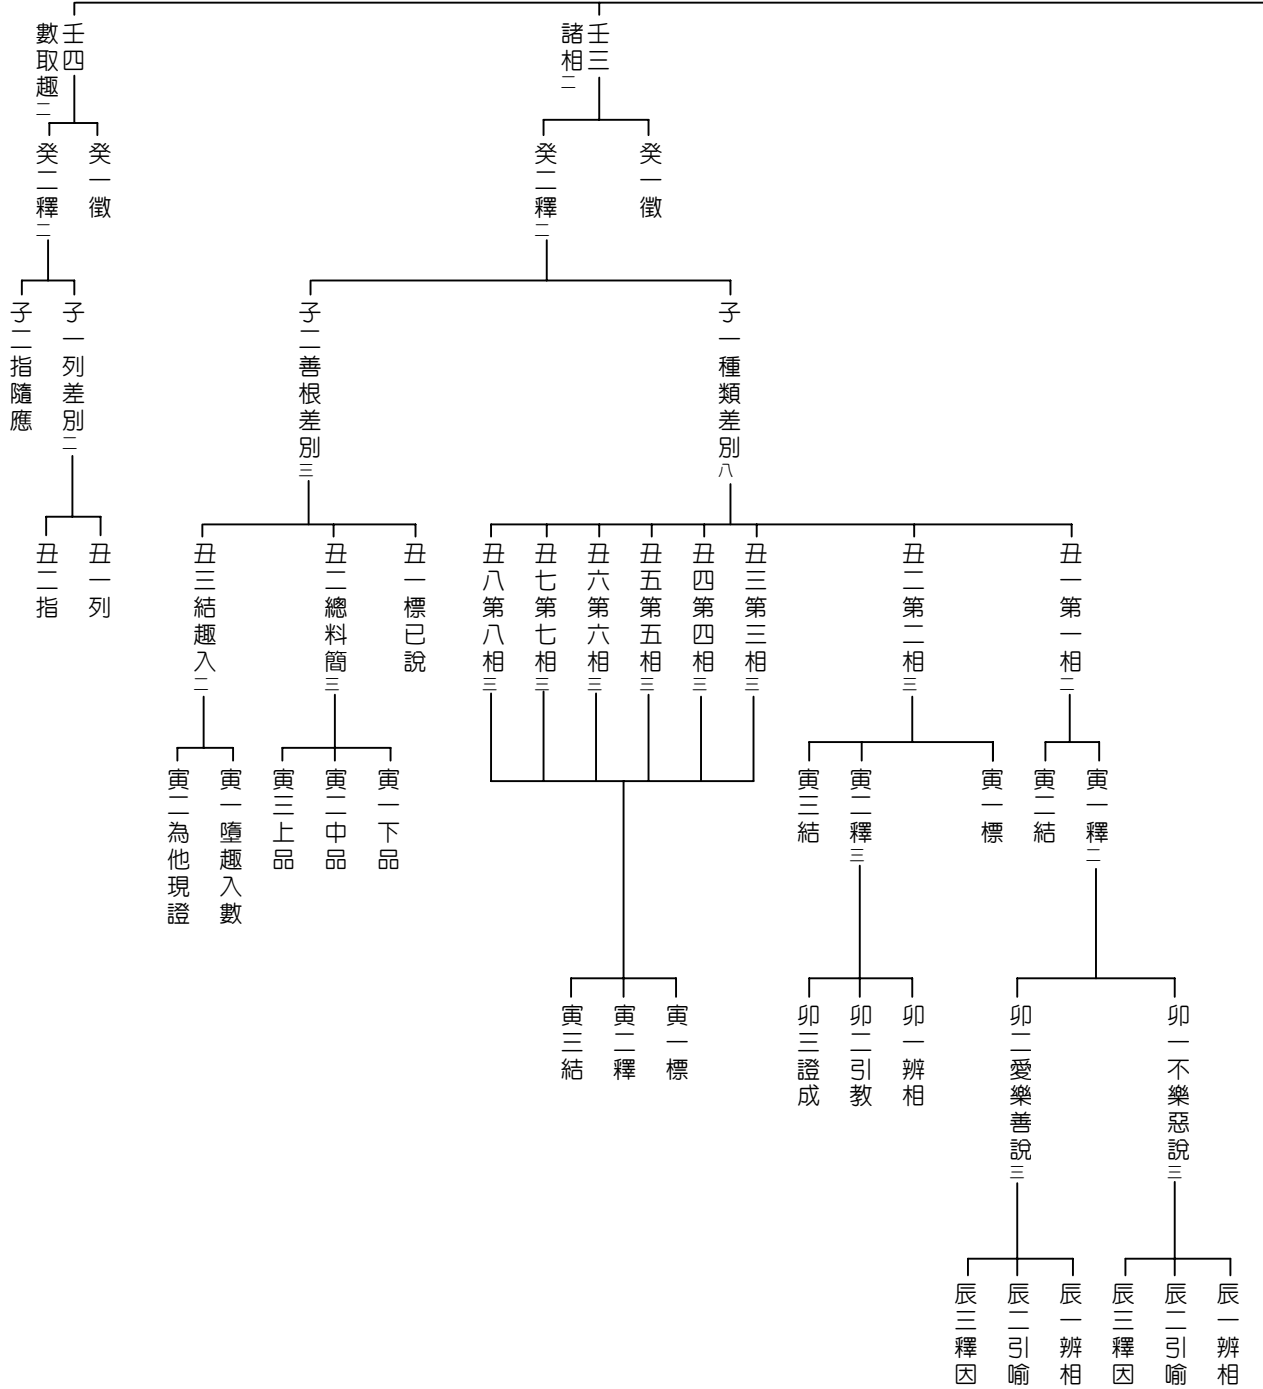 壬三
諸相二
癸一徵
癸二釋二
子一種類差別八
丑一第一相二
寅一釋二
卯一不樂惡說三
辰一辨相
辰二引喻
辰三釋因
卯二愛樂善說三
辰一辨相
辰二引喻
辰三釋因
寅二結
丑二第二相三
寅一標
寅二釋三
卯一辨相
卯二引教
卯三證成
寅三結
丑三第三相三
丑四第四相三
丑五第五相三
丑六第六相三
丑七第七相三
丑八第八相三
寅一標
寅二釋
寅三結
子二善根差別三
丑一標已說
丑二總料簡三
寅一下品
寅二中品
寅三上品
丑三結趣入二
寅一墮趣入數
寅二為他現證
壬四
數取趣二
癸一徵
癸二釋二
子一列差別二
丑一列
丑二指
子二指隨應